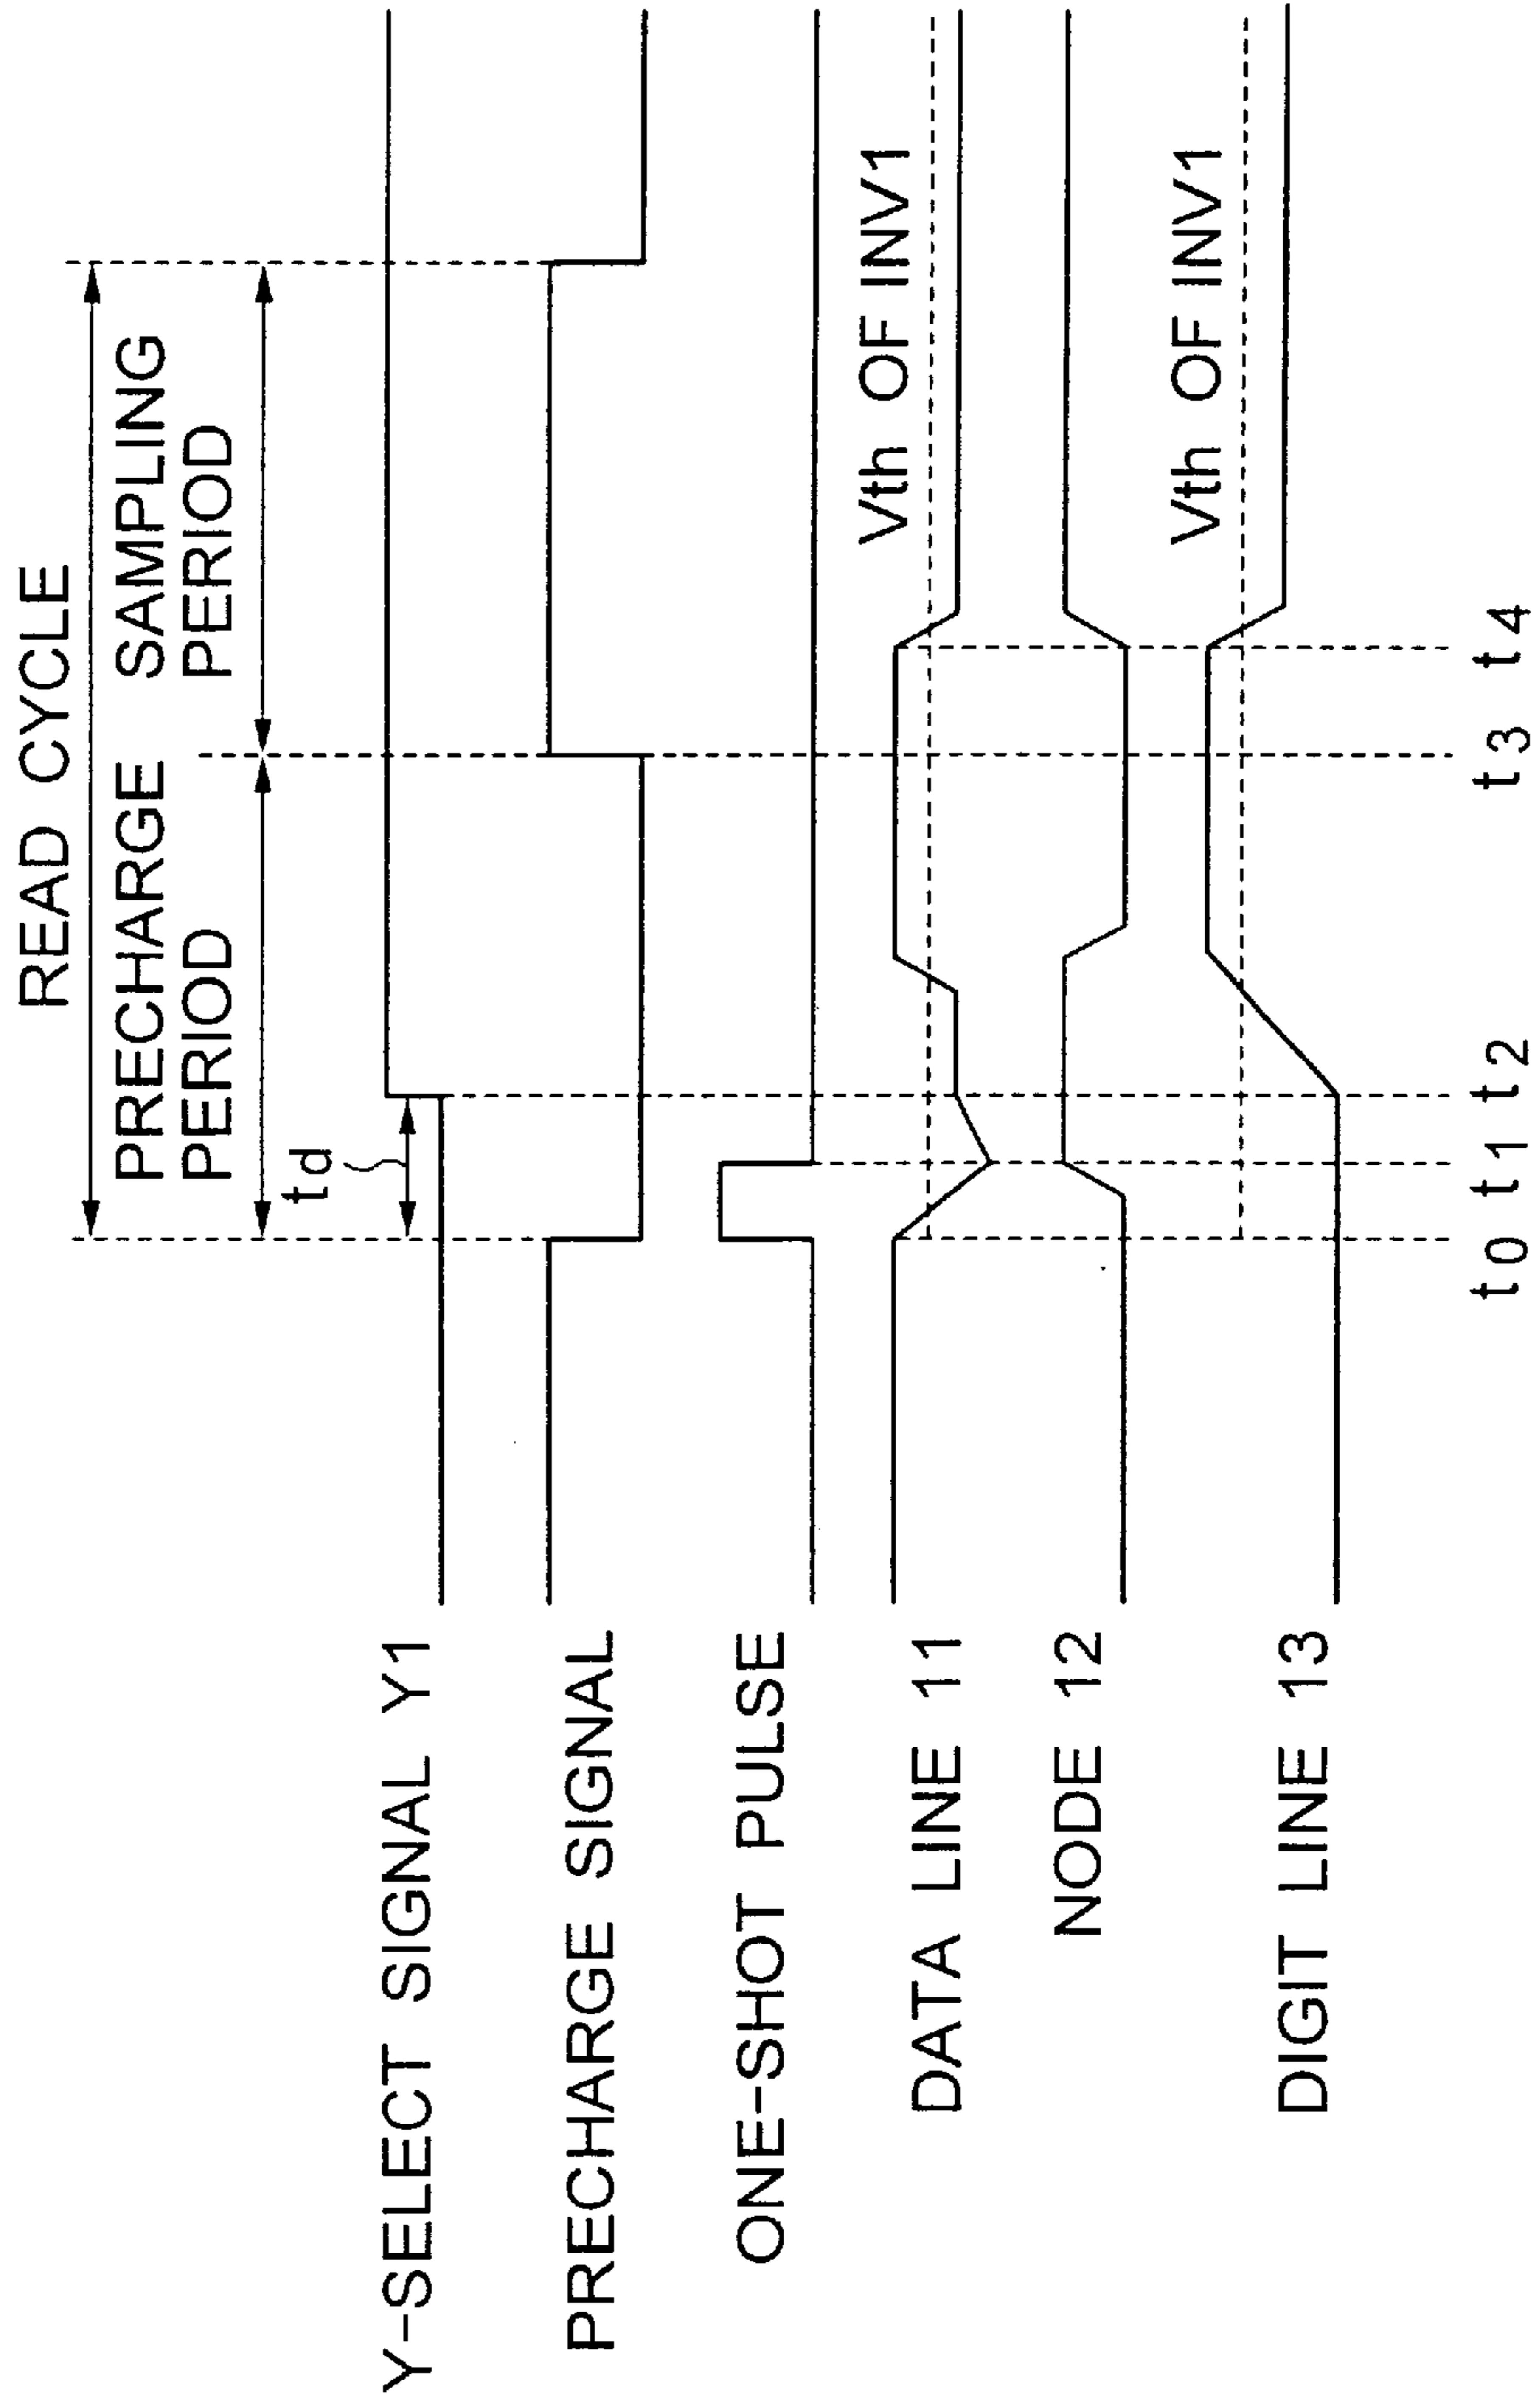 READ CYCLE
PRECHARGE PERIOD
SAMPLING PERIOD
td
Y-SELECT SIGNAL Y1
PRECHARGE SIGNAL
ONE-SHOT PULSE
Vth OF INV1
DATA LINE 11
NODE 12
Vth OF INV1
DIGIT LINE 13
t0 t1 t2 t3 t4